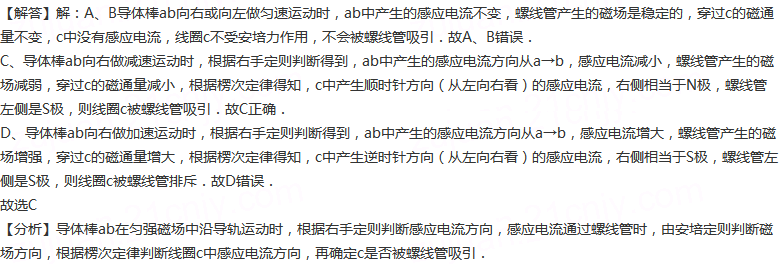 【解答】解：A、B导体棒ab向右或向左做匀速运动时，ab中产生的感应电流不变，螺线管产生的磁场是稳定的，穿过c的磁通
量不变，c中没有感应电流，线圈c不受安培力作用，不会被螺线管吸引．故A、B错误．
C、导体棒ab向右做减速运动时，根据右手定则判断得到，ab中产生的感应电流方向从a→b，感应电流减小，螺线管产生的磁
场减弱，穿过c的磁通量减小，根据楞次定律得知，c中产生顺时针方向（从左向右看）的感应电流，右侧相当于N极，螺线管
左侧是S极，则线圈c被螺线管吸引．故C正确．
D、导体棒ab向右做加速运动时，根据右手定则判断得到，ab中产生的感应电流方向从a→b，感应电流增大，螺线管产生的磁
场增强，穿过c的磁通量增大，根据楞次定律得知，c中产生逆时针方向（从左向右看）的感应电流，右侧相当于S极，螺线管左
侧是S极，则线圈c被螺线管排斥．故D错误．
故选C
【分析】导体棒ab在匀强磁场中沿导轨运动时，根据右手定则判断感应电流方向，感应电流通过螺线管时，由安培定则判断磁
场方向，根据楞次定律判断线圈c中感应电流方向，再确定c是否被螺线管吸引．